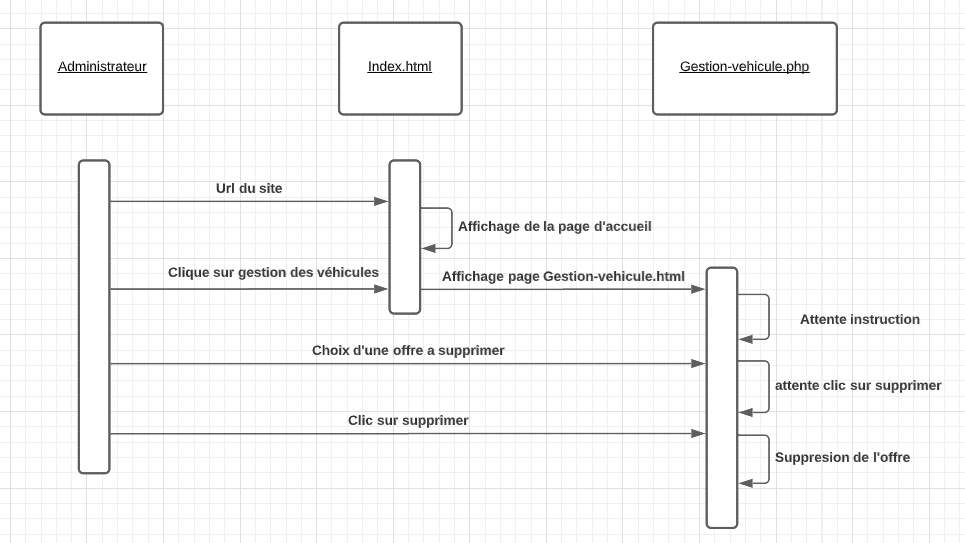 Administrateur
Index.html
Gestion-vehicule.php
Url du site
Affichage de la page d'accueil
Clique sur gestion des véhicules
Affichage page Gestion-vehicule.html
Attente instruction
Choix d'une offre a supprimer
attente clic sur supprimer
Clic sur supprimer
Suppresion de l'offre